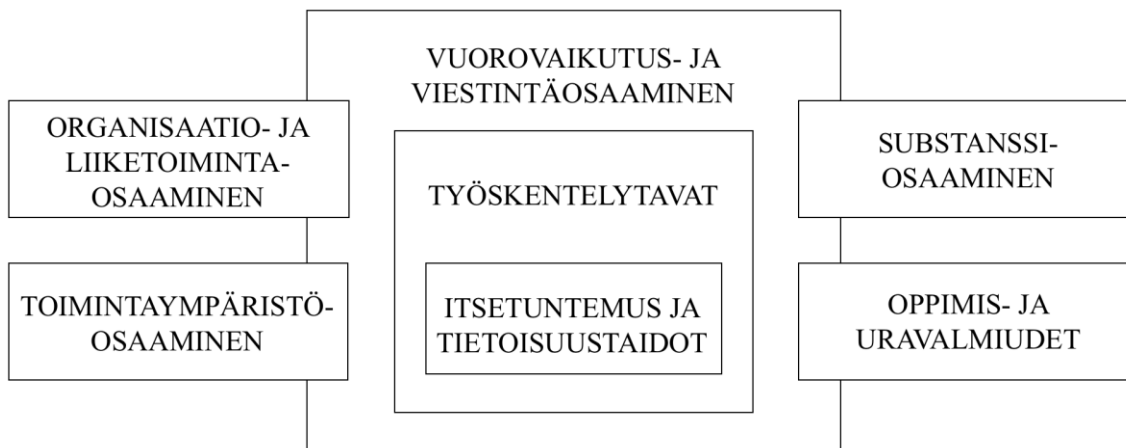 VUOROVAIKUTUS- JA
VIESTINTÄOSAAMINEN
ORGANISAATIO- JA
LIIKETOIMINTA-
OSAAMINEN
SUBSTANSSI-
OSAAMINEN
TYÖSKENTELYTAVAT
TOIMINTAYMPÄRISTÖ-
OSAAMINEN
ITSETUNTEMUS JA
TIETOISUUSTAIDOT
OPPIMIS- JA
URAVALMIUDET